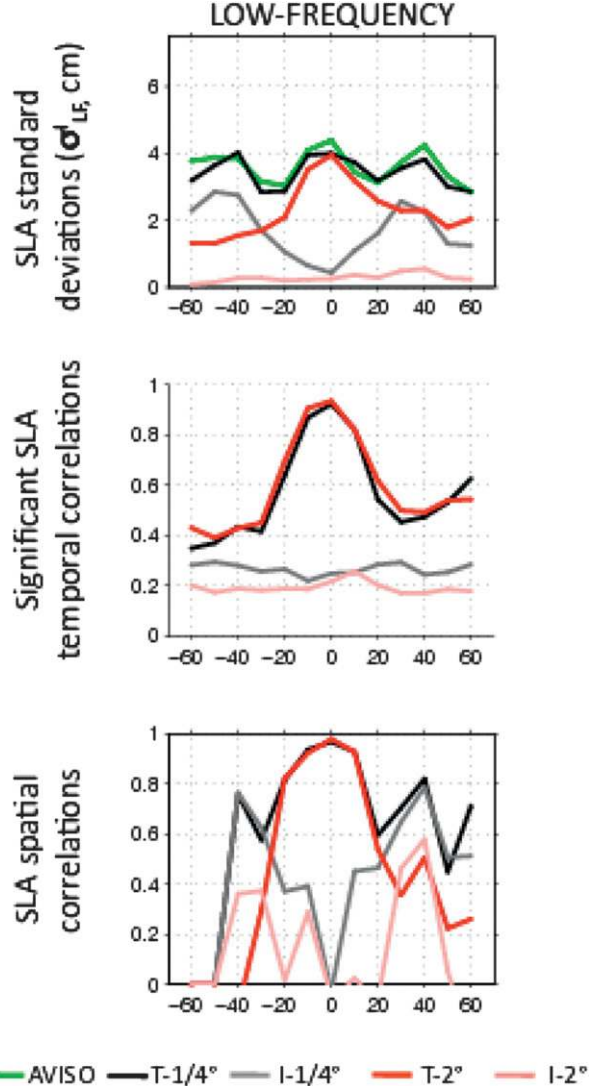 LOW-FREQUENCY
SLA standard
deviations (σᴵLF, cm)
6
4
2
0
−60 −40 −20 0 20 40 60
Significant SLA
temporal correlations
1
0.8
0.6
0.4
0.2
0
−60 −40 −20 0 20 40 60
SLA spatial
correlations
1
0.8
0.6
0.4
0.2
0
−60 −40 −20 0 20 40 60
AVISO T-1/4° I-1/4° T-2° I-2°